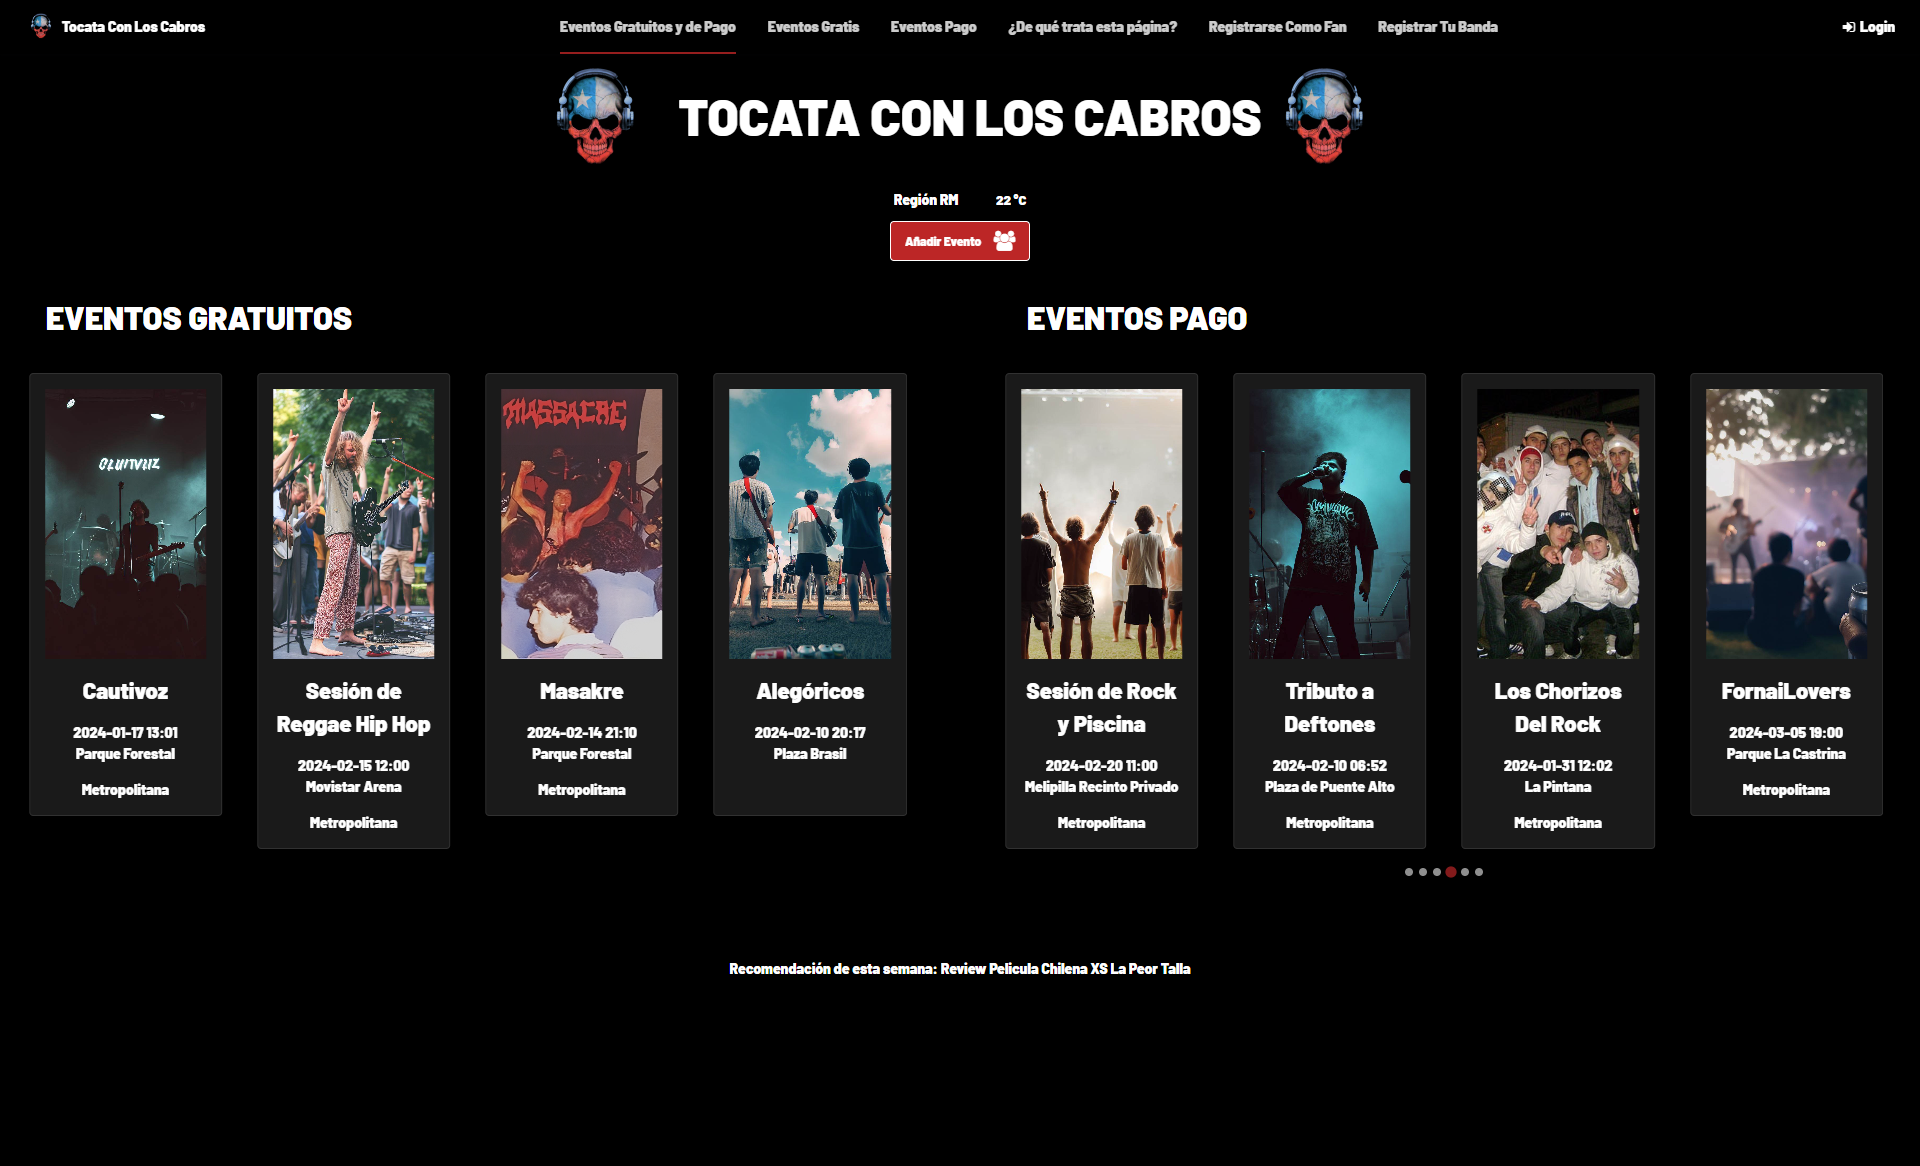 Tocata Con Los Cabros
Eventos Gratuitos y de Pago
Eventos Gratis
Eventos Pago
¿De qué trata esta página?
Registrarse Como Fan
Registrar Tu Banda
Login
TOCATA CON LOS CABROS
Región RM
22 °C
Añadir Evento
EVENTOS GRATUITOS
EVENTOS PAGO
MASSACRE
Cautivoz
2024-01-17 13:01
Parque Forestal
Metropolitana
Sesión de
Reggae Hip Hop
2024-02-15 12:00
Movistar Arena
Metropolitana
Masakre
2024-02-14 21:10
Parque Forestal
Metropolitana
Alegóricos
2024-02-10 20:17
Plaza Brasil
Sesión de Rock
y Piscina
2024-02-20 11:00
Melipilla Recinto Privado
Metropolitana
Tributo a
Deftones
2024-02-10 06:52
Plaza de Puente Alto
Metropolitana
Los Chorizos
Del Rock
2024-01-31 12:02
La Pintana
Metropolitana
FornaiLovers
2024-03-05 19:00
Parque La Castrina
Metropolitana
Recomendación de esta semana: Review Pelicula Chilena XS La Peor Talla